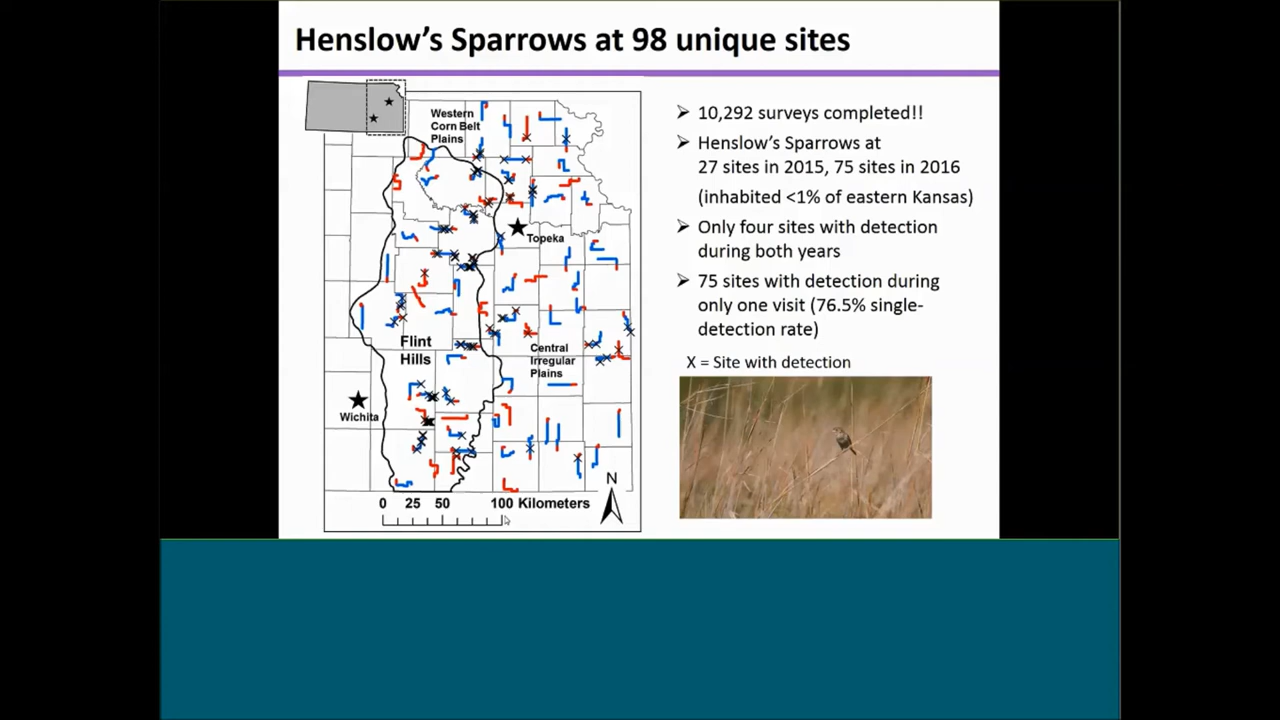 Henslow's Sparrows at 98 unique sites
Western
Corn Belt
Plains
Topeka
Flint
Hills
Central
Irregular
Plains
Wichita
N
0 25 50 100 Kilometers
➢ 10,292 surveys completed!!
➢ Henslow's Sparrows at
27 sites in 2015, 75 sites in 2016
(inhabited <1% of eastern Kansas)
➢ Only four sites with detection
during both years
➢ 75 sites with detection during
only one visit (76.5% single-
detection rate)
X = Site with detection